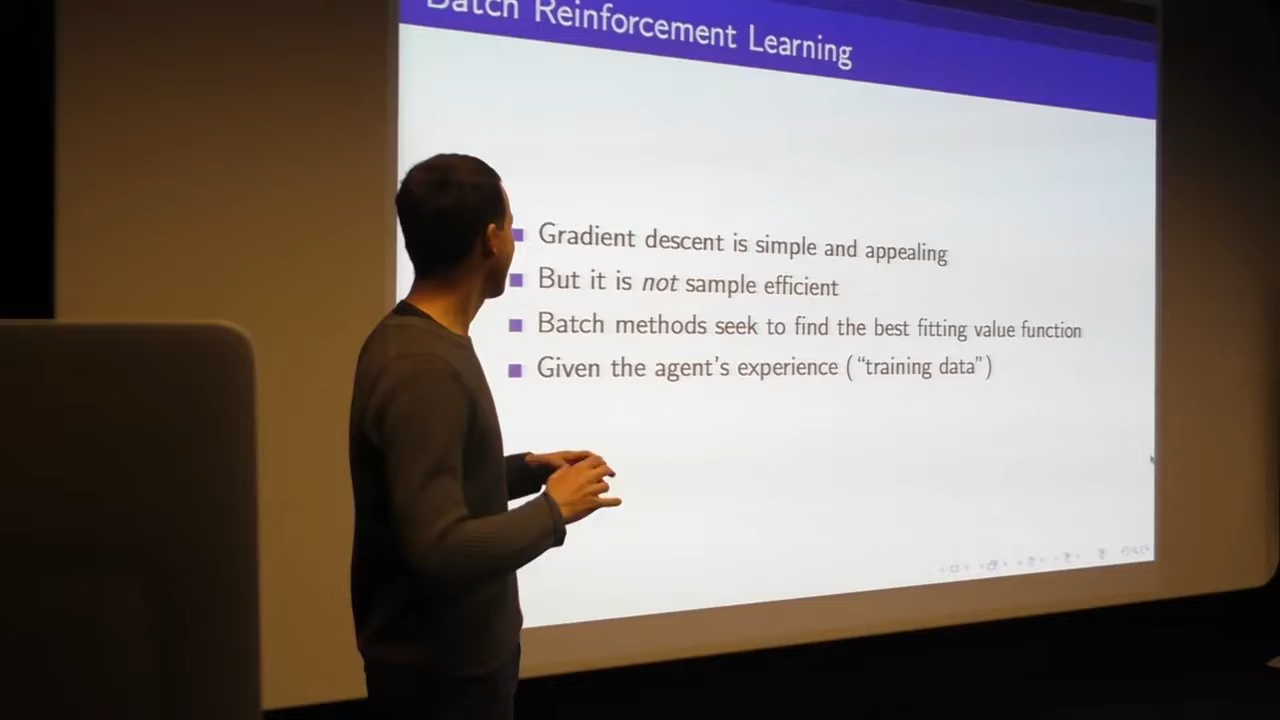 Batch Reinforcement Learning
Gradient descent is simple and appealing
But it is not sample efficient
Batch methods seek to find the best fitting value function
Given the agent's experience (“training data”)